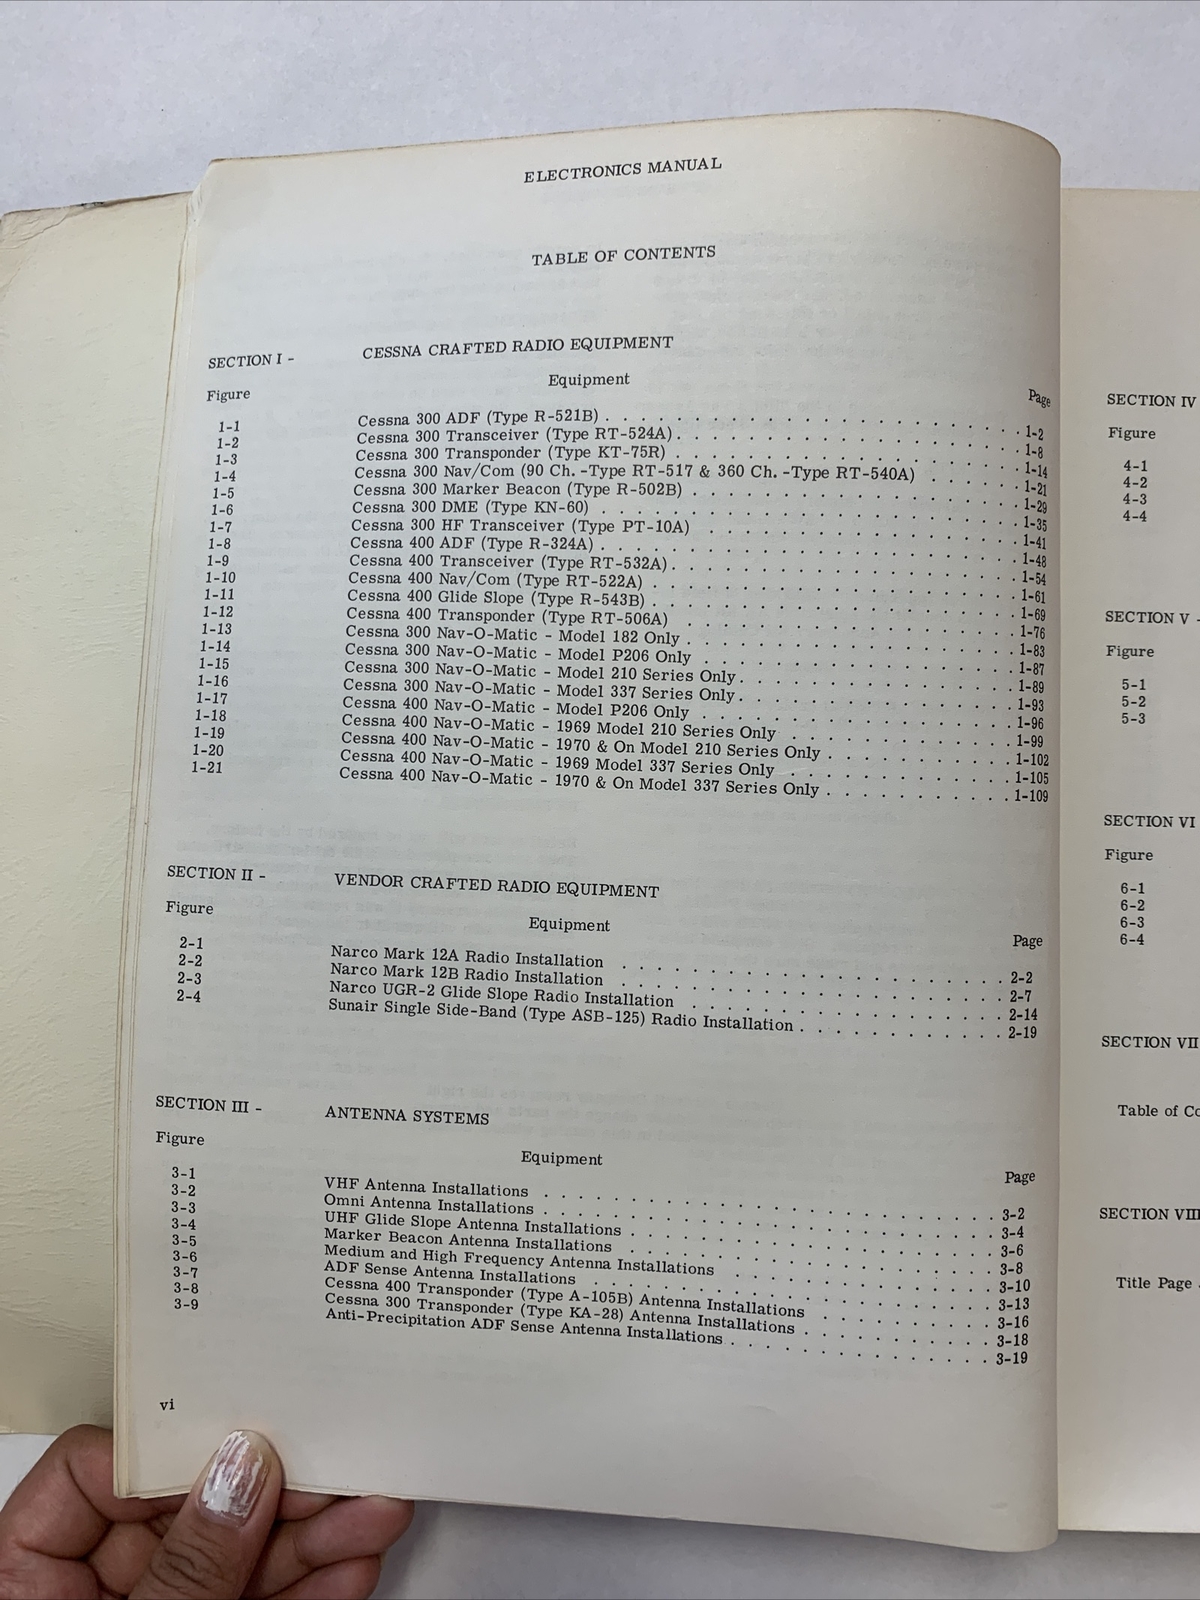 ELECTRONICS MANUAL
TABLE OF CONTENTS
SECTION I - CESSNA CRAFTED RADIO EQUIPMENT
Figure Equipment Page
1-1 Cessna 300 ADF (Type R-521B) . . . 1-2
1-2 Cessna 300 Transceiver (Type RT-524A) . . . 1-8
1-3 Cessna 300 Transponder (Type KT-75R) . . . 1-14
1-4 Cessna 300 Nav/Com (90 Ch. -Type RT-517 & 360 Ch. -Type RT-540A) . . . 1-21
1-5 Cessna 300 Marker Beacon (Type R-502B) . . . 1-29
1-6 Cessna 300 DME (Type KN-60) . . . 1-35
1-7 Cessna 300 HF Transceiver (Type PT-10A) . . . 1-41
1-8 Cessna 400 ADF (Type R-324A) . . . 1-48
1-9 Cessna 400 Transceiver (Type RT-532A) . . . 1-54
1-10 Cessna 400 Nav/Com (Type RT-522A) . . . 1-61
1-11 Cessna 400 Glide Slope (Type R-543B) . . . 1-69
1-12 Cessna 400 Transponder (Type RT-506A) . . . 1-76
1-13 Cessna 300 Nav-O-Matic - Model 182 Only . . . 1-83
1-14 Cessna 300 Nav-O-Matic - Model P206 Only . . . 1-87
1-15 Cessna 300 Nav-O-Matic - Model 210 Series Only . . . 1-89
1-16 Cessna 300 Nav-O-Matic - Model 337 Series Only . . . 1-93
1-17 Cessna 400 Nav-O-Matic - Model P206 Only . . . 1-96
1-18 Cessna 400 Nav-O-Matic - 1969 Model 210 Series Only . . . 1-99
1-19 Cessna 400 Nav-O-Matic - 1970 & On Model 210 Series Only . . . 1-102
1-20 Cessna 400 Nav-O-Matic - 1969 Model 337 Series Only . . . 1-105
1-21 Cessna 400 Nav-O-Matic - 1970 & On Model 337 Series Only . . . 1-109
SECTION II - VENDOR CRAFTED RADIO EQUIPMENT
Figure Equipment Page
2-1 Narco Mark 12A Radio Installation . . . 2-2
2-2 Narco Mark 12B Radio Installation . . . 2-7
2-3 Narco UGR-2 Glide Slope Radio Installation . . . 2-14
2-4 Sunair Single Side-Band (Type ASB-125) Radio Installation . . . 2-19
SECTION III - ANTENNA SYSTEMS
Figure Equipment Page
3-1 VHF Antenna Installations . . . 3-2
3-2 Omni Antenna Installations . . . 3-4
3-3 UHF Glide Slope Antenna Installations . . . 3-6
3-4 Marker Beacon Antenna Installations . . . 3-8
3-5 Medium and High Frequency Antenna Installations . . . 3-10
3-6 ADF Sense Antenna Installations . . . 3-13
3-7 Cessna 400 Transponder (Type A-105B) Antenna Installations . . . 3-16
3-8 Cessna 300 Transponder (Type KA-28) Antenna Installations . . . 3-18
3-9 Anti-Precipitation ADF Sense Antenna Installations . . . 3-19
vi
SECTION IV
Figure
4-1
4-2
4-3
4-4
SECTION V -
Figure
5-1
5-2
5-3
SECTION VI
Figure
6-1
6-2
6-3
6-4
SECTION VII
Table of
SECTION VIII
Title Page